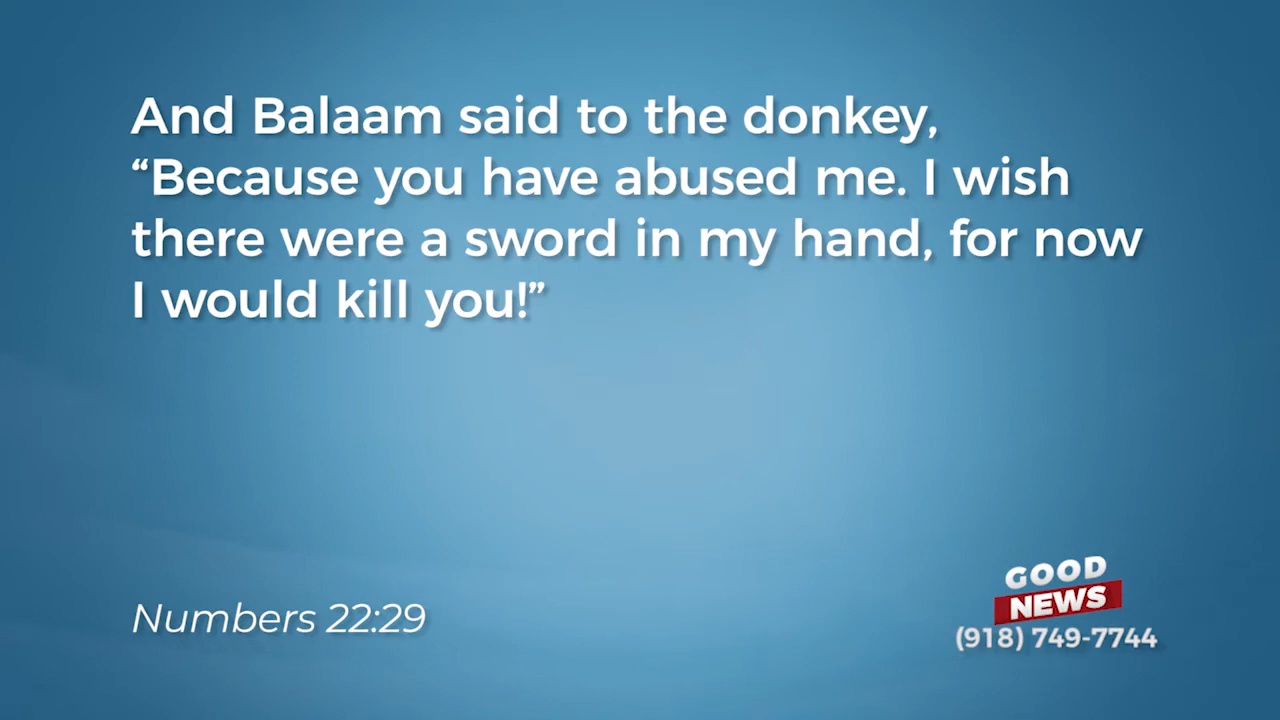 And Balaam said to the donkey,
“Because you have abused me. I wish
there were a sword in my hand, for now
I would kill you!”
Numbers 22:29
GOOD
NEWS
(918) 749-7744